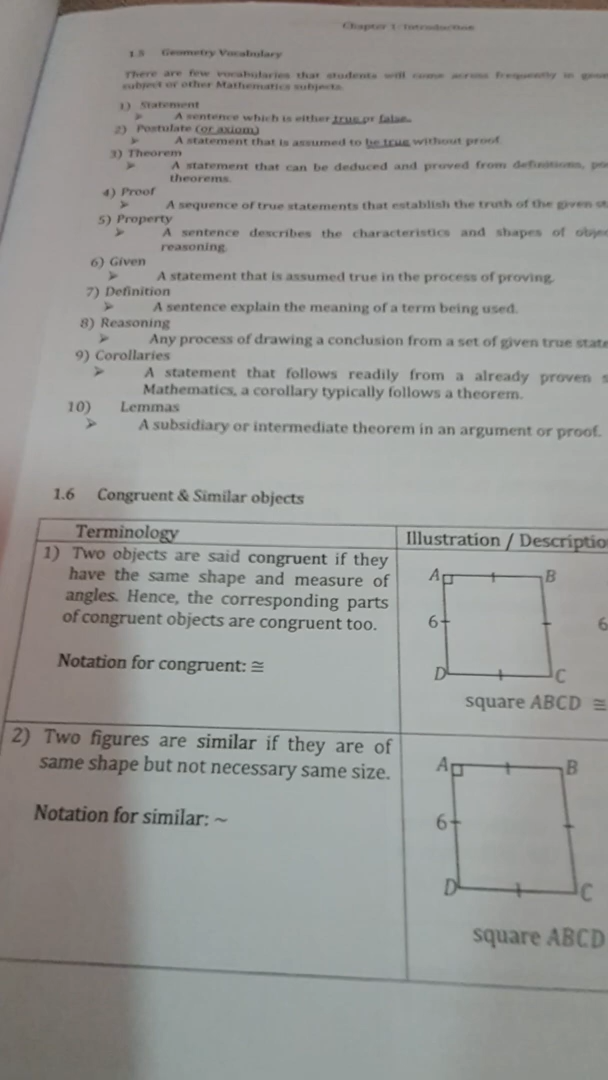 Chapter 1: Introduction
1.5 Geometry Vocabulary
There are few vocabularies that students will come across frequently in
subject or other Mathematics subjects.
1) Statement
➢ A sentence which is either true or false.
2) Postulate (or axiom)
➢ A statement that is assumed to be true without proof.
3) Theorem
➢ A statement that can be deduced and proved from definitions,
theorems.
4) Proof
➢ A sequence of true statements that establish the truth of the given
5) Property
➢ A sentence describes the characteristics and shapes of
reasoning.
6) Given
➢ A statement that is assumed true in the process of proving.
7) Definition
➢ A sentence explain the meaning of a term being used.
8) Reasoning
➢ Any process of drawing a conclusion from a set of given true
9) Corollaries
➢ A statement that follows readily from a already proven
Mathematics, a corollary typically follows a theorem.
10) Lemmas
➢ A subsidiary or intermediate theorem in an argument or proof.
1.6 Congruent & Similar objects
Terminology
Illustration / Descriptio
1) Two objects are said congruent if they
have the same shape and measure of
angles. Hence, the corresponding parts
of congruent objects are congruent too.
Notation for congruent: ≅
A B
6 6
D C
square ABCD ≅
2) Two figures are similar if they are of
same shape but not necessary same size.
Notation for similar: ~
A B
6
D C
square ABCD